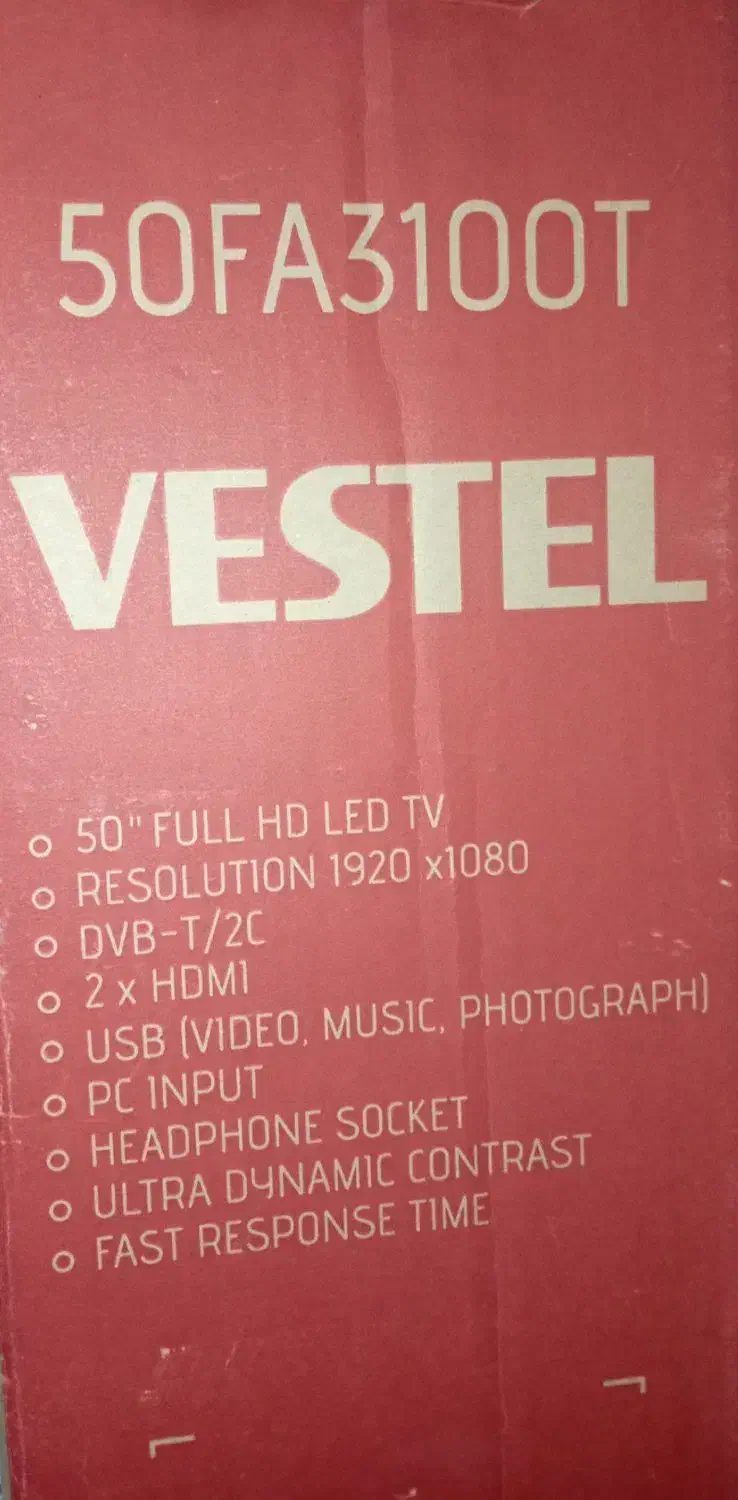 50FA3100T
VESTEL
50" FULL HD LED TV
RESOLUTION 1920 x1080
DVB-T/2C
2 x HDMI
USB (VIDEO, MUSIC, PHOTOGRAPH)
PC INPUT
HEADPHONE SOCKET
ULTRA DYNAMIC CONTRAST
FAST RESPONSE TIME